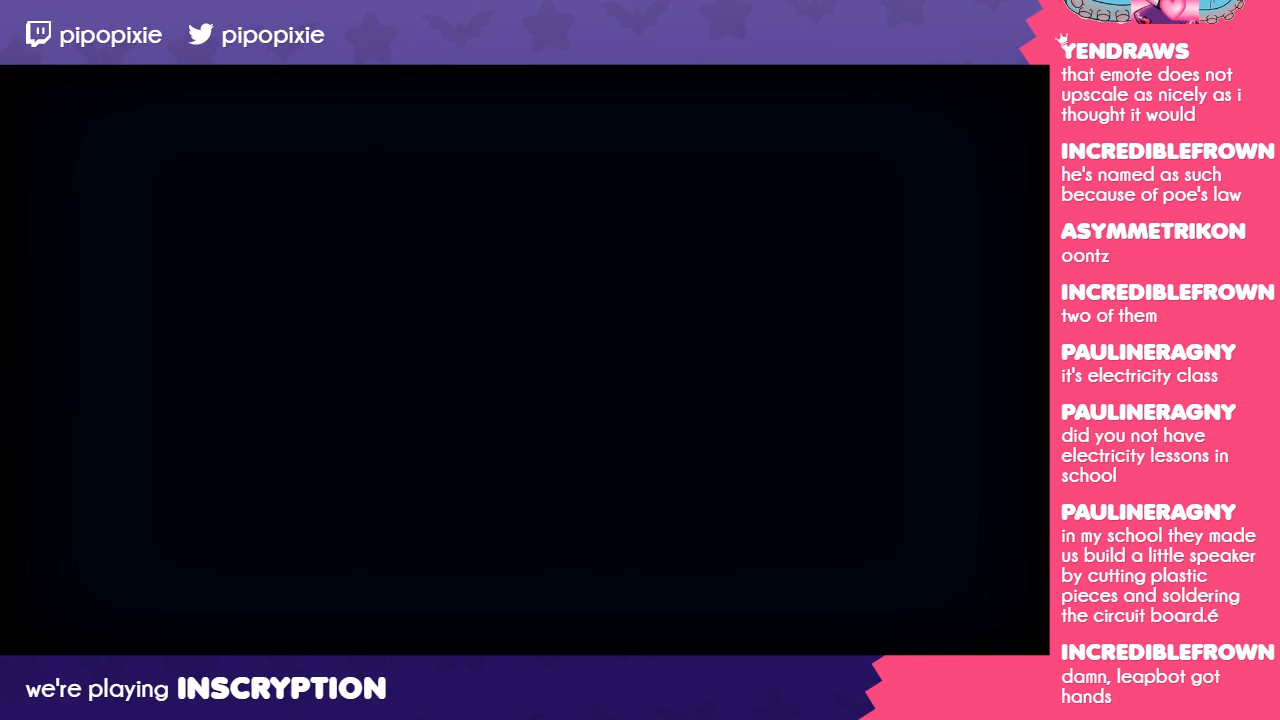 pipopixie pipopixie
YENDRAWS
that emote does not
upscale as nicely as i
thought it would
INCREDIBLEFROWN
he's named as such
because of poe's law
ASYMMETRIKON
oontz
INCREDIBLEFROWN
two of them
PAULINERAGNY
it's electricity class
PAULINERAGNY
did you not have
electricity lessons in
school
PAULINERAGNY
in my school they made
us build a little speaker
by cutting plastic
pieces and soldering
the circuit board.é
INCREDIBLEFROWN
damn, leapbot got
hands
we're playing INSCRYPTION